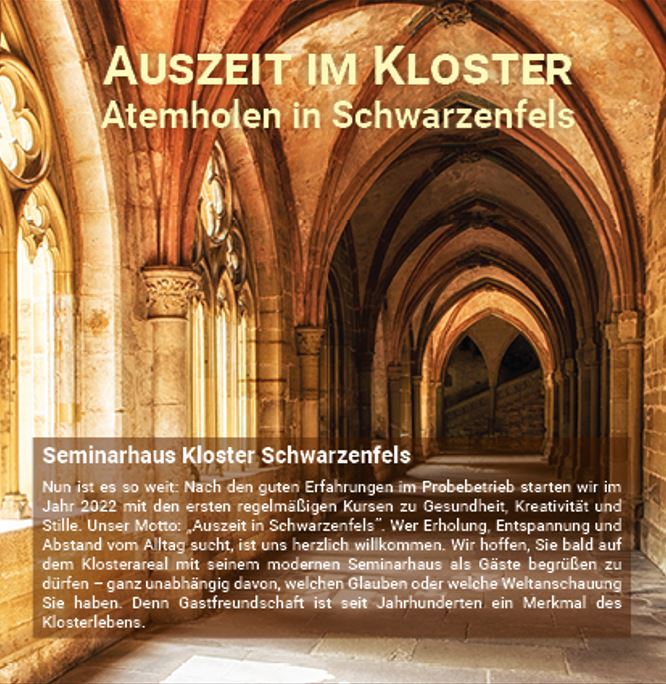 AUSZEIT IM KLOSTER
Atemholen in Schwarzenfels
Seminarhaus Kloster Schwarzenfels
Nun ist es so weit: Nach den guten Erfahrungen im Probebetrieb starten wir im
Jahr 2022 mit den ersten regelmäßigen Kursen zu Gesundheit, Kreativität und
Stille. Unser Motto: „Auszeit in Schwarzenfels“. Wer Erholung, Entspannung und
Abstand vom Alltag sucht, ist uns herzlich willkommen. Wir hoffen, Sie bald auf
dem Klosterareal mit seinem modernen Seminarhaus als Gäste begrüßen zu
dürfen – ganz unabhängig davon, welchen Glauben oder welche Weltanschauung
Sie haben. Denn Gastfreundschaft ist seit Jahrhunderten ein Merkmal des
Klosterlebens.